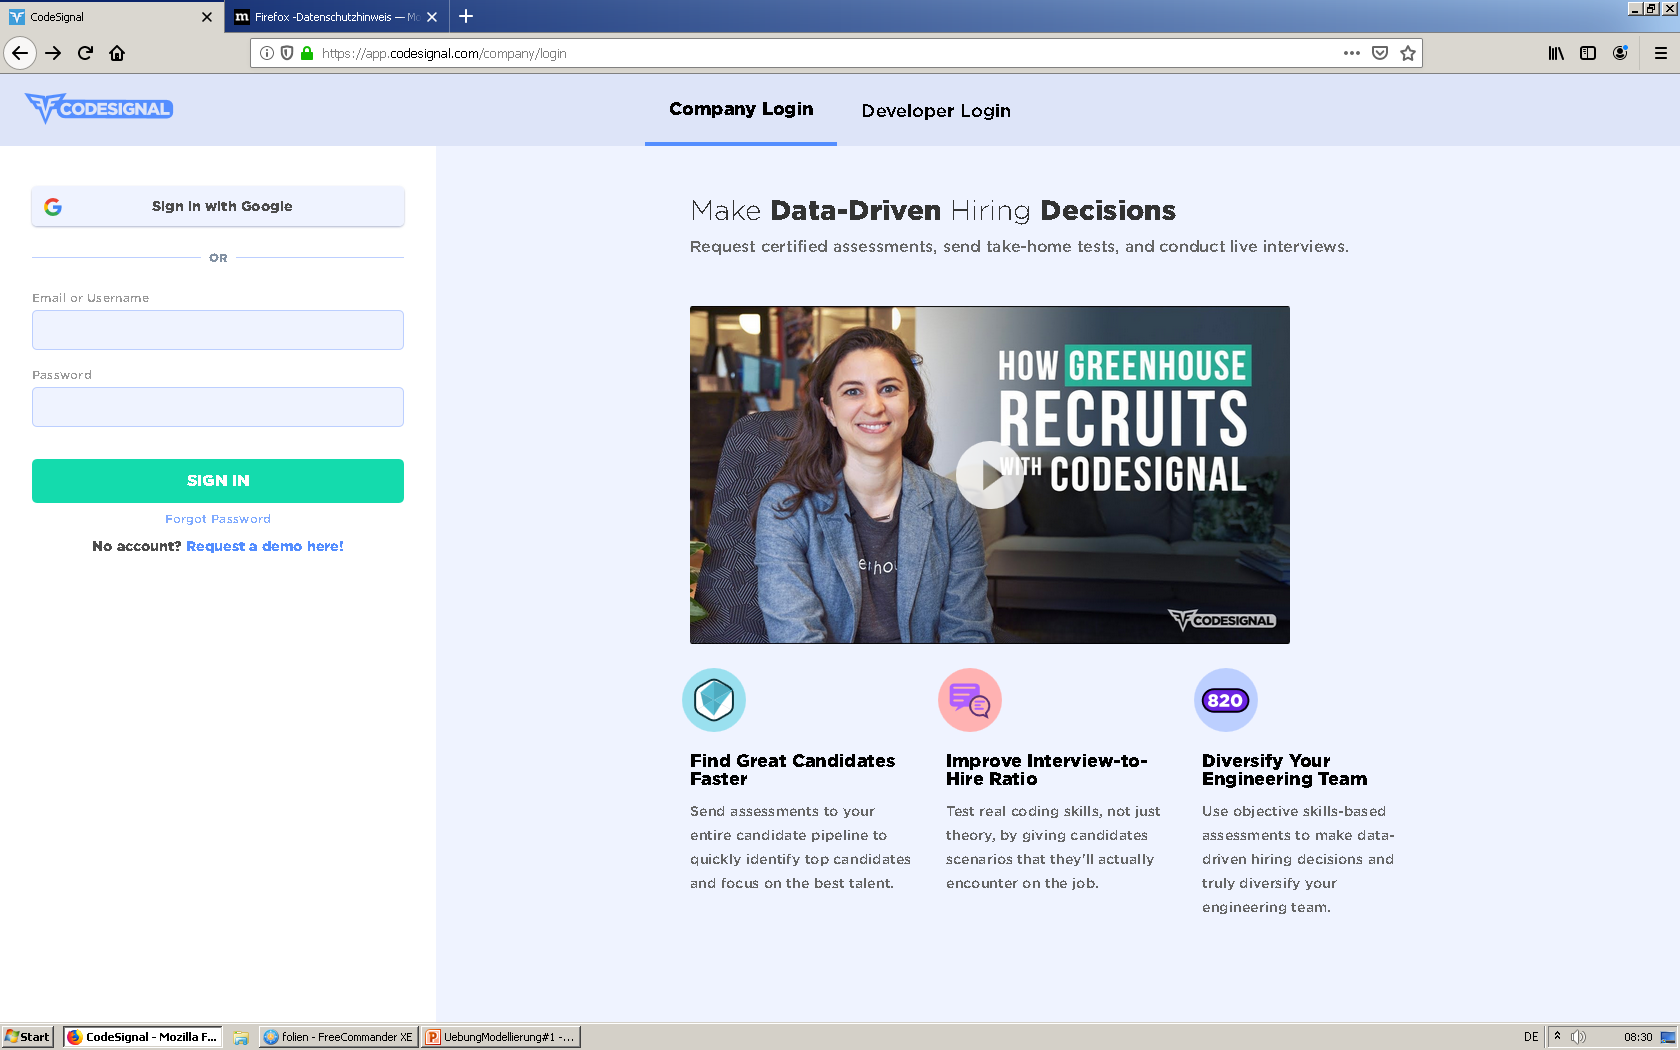 CodeSignal
Firefox -Datenschutzhinweis — Mo
https://app.codesignal.com/company/login
CODESIGNAL
Company Login
Developer Login
Sign in with Google
OR
Email or Username
Password
SIGN IN
Forgot Password
No account? Request a demo here!
Make Data-Driven Hiring Decisions
Request certified assessments, send take-home tests, and conduct live interviews.
HOW GREENHOUSE
RECRUITS
WITH CODESIGNAL
erhou
CODESIGNAL
820
Find Great Candidates
Faster
Send assessments to your
entire candidate pipeline to
quickly identify top candidates
and focus on the best talent.
Improve Interview-to-
Hire Ratio
Test real coding skills, not just
theory, by giving candidates
scenarios that they'll actually
encounter on the job.
Diversify Your
Engineering Team
Use objective skills-based
assessments to make data-
driven hiring decisions and
truly diversify your
engineering team.
Start
CodeSignal - Mozilla F...
folien - FreeCommander XE
UebungModellierung#1 -...
DE
08:30